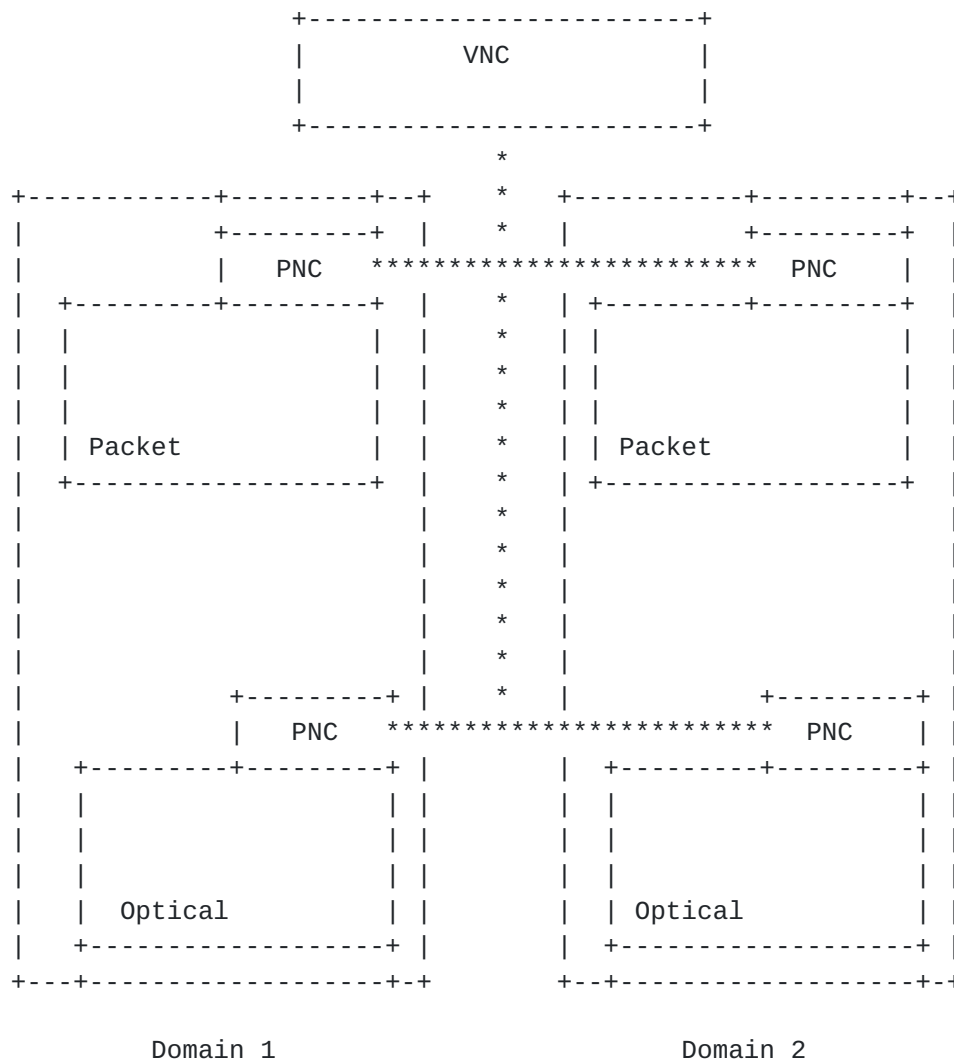 VNC
PNC PNC
Packet Packet
PNC PNC
Optical Optical
Domain 1 Domain 2